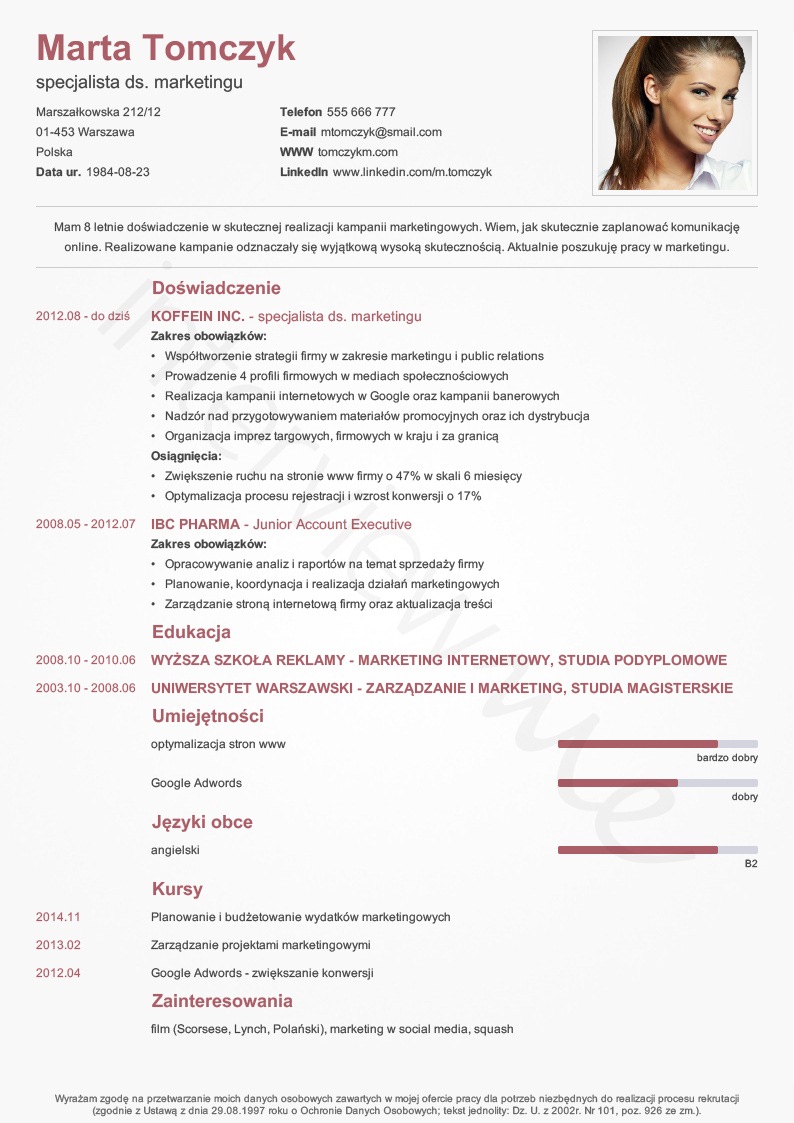 Marta Tomczyk
specjalista ds. marketingu
Marszałkowska 212/12
01-453 Warszawa
Polska
Data ur. 1984-08-23
Telefon 555 666 777
E-mail mtomczyk@smail.com
WWW tomczykm.com
LinkedIn www.linkedin.com/m.tomczyk
Mam 8 letnie doświadczenie w skutecznej realizacji kampanii marketingowych. Wiem, jak skutecznie zaplanować komunikację
online. Realizowane kampanie odznaczały się wyjątkową wysoką skutecznością. Aktualnie poszukuję pracy w marketingu.
Doświadczenie
2012.08 - do dziś KOFFEIN INC. - specjalista ds. marketingu
Zakres obowiązków:
• Współtworzenie strategii firmy w zakresie marketingu i public relations
• Prowadzenie 4 profili firmowych w mediach społecznościowych
• Realizacja kampanii internetowych w Google oraz kampanii banerowych
• Nadzór nad przygotowywaniem materiałów promocyjnych oraz ich dystrybucja
• Organizacja imprez targowych, firmowych w kraju i za granicą
Osiągnięcia:
• Zwiększenie ruchu na stronie www firmy o 47% w skali 6 miesięcy
• Optymalizacja procesu rejestracji i wzrost konwersji o 17%
2008.05 - 2012.07 IBC PHARMA - Junior Account Executive
Zakres obowiązków:
• Opracowywanie analiz i raportów na temat sprzedaży firmy
• Planowanie, koordynacja i realizacja działań marketingowych
• Zarządzanie stroną internetową firmy oraz aktualizacja treści
Edukacja
2008.10 - 2010.06 WYŻSZA SZKOŁA REKLAMY - MARKETING INTERNETOWY, STUDIA PODYPLOMOWE
2003.10 - 2008.06 UNIWERSYTET WARSZAWSKI - ZARZĄDZANIE I MARKETING, STUDIA MAGISTERSKIE
Umiejętności
optymalizacja stron www
bardzo dobry
Google Adwords
dobry
Języki obce
angielski
B2
Kursy
2014.11 Planowanie i budżetowanie wydatków marketingowych
2013.02 Zarządzanie projektami marketingowymi
2012.04 Google Adwords - zwiększanie konwersji
Zainteresowania
film (Scorsese, Lynch, Polański), marketing w social media, squash
Wyrażam zgodę na przetwarzanie moich danych osobowych zawartych w mojej ofercie pracy dla potrzeb niezbędnych do realizacji procesu rekrutacji
(zgodnie z Ustawą z dnia 29.08.1997 roku o Ochronie Danych Osobowych; tekst jednolity: Dz. U. z 2002r. Nr 101, poz. 926 ze zm.).
interview me